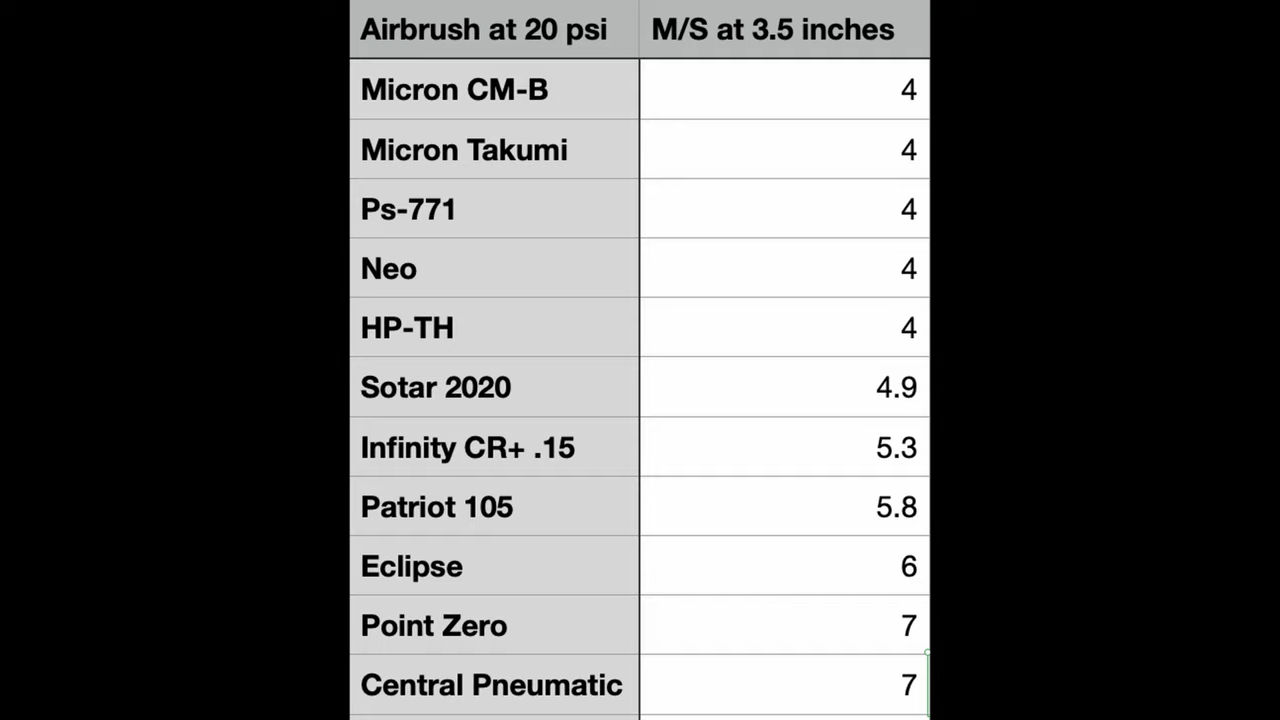 Airbrush at 20 psi M/S at 3.5 inches
Micron CM-B 4
Micron Takumi 4
Ps-771 4
Neo 4
HP-TH 4
Sotar 2020 4.9
Infinity CR+ .15 5.3
Patriot 105 5.8
Eclipse 6
Point Zero 7
Central Pneumatic 7